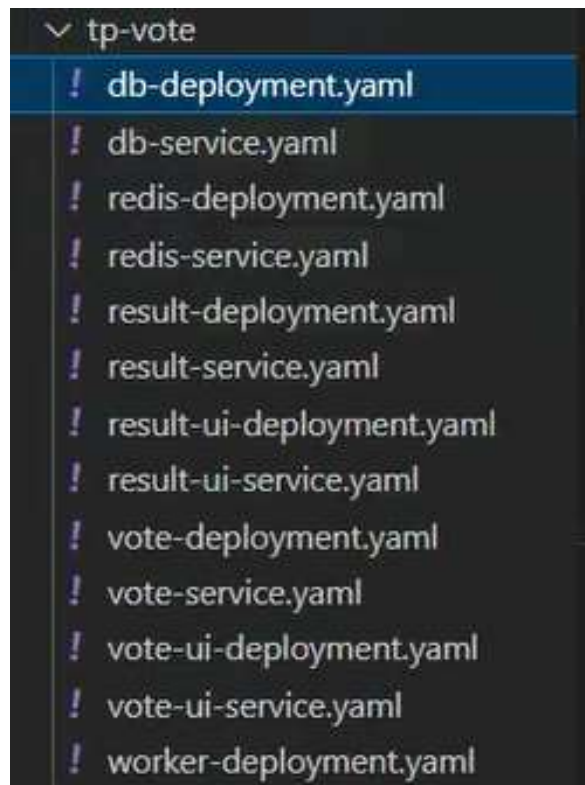 tp-vote
db-deployment.yaml
db-service.yaml
redis-deployment.yaml
redis-service.yaml
result-deployment.yaml
result-service.yaml
result-ui-deployment.yaml
result-ui-service.yaml
vote-deployment.yaml
vote-service.yaml
vote-ui-deployment.yaml
vote-ui-service.yaml
worker-deployment.yaml